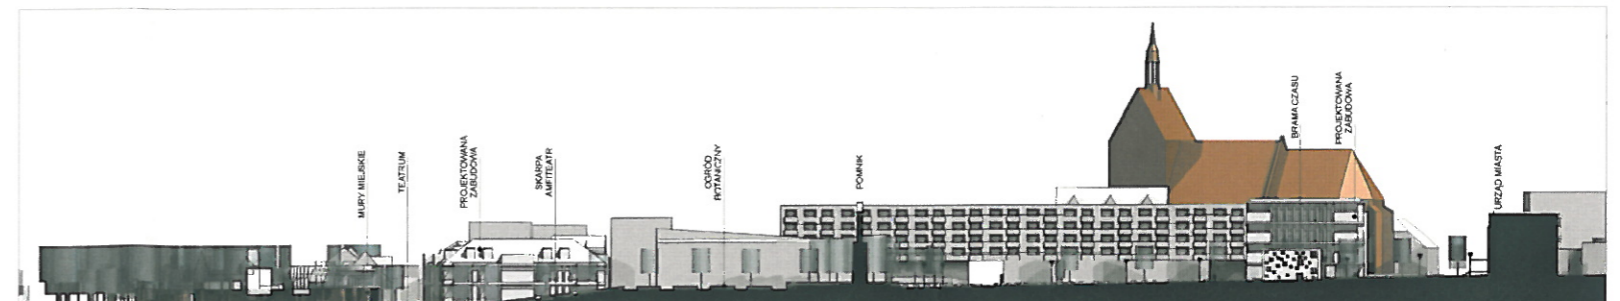 MURY MIEJSKIE
TEATRUM
PROJEKTOWANA
ZABUDOWA
SKARPA
AMFITEATR
OGRÓD
BOTANICZNY
POMNIK
BRAMA CZASU
PROJEKTOWANA
ZABUDOWA
URZĄD MIASTA